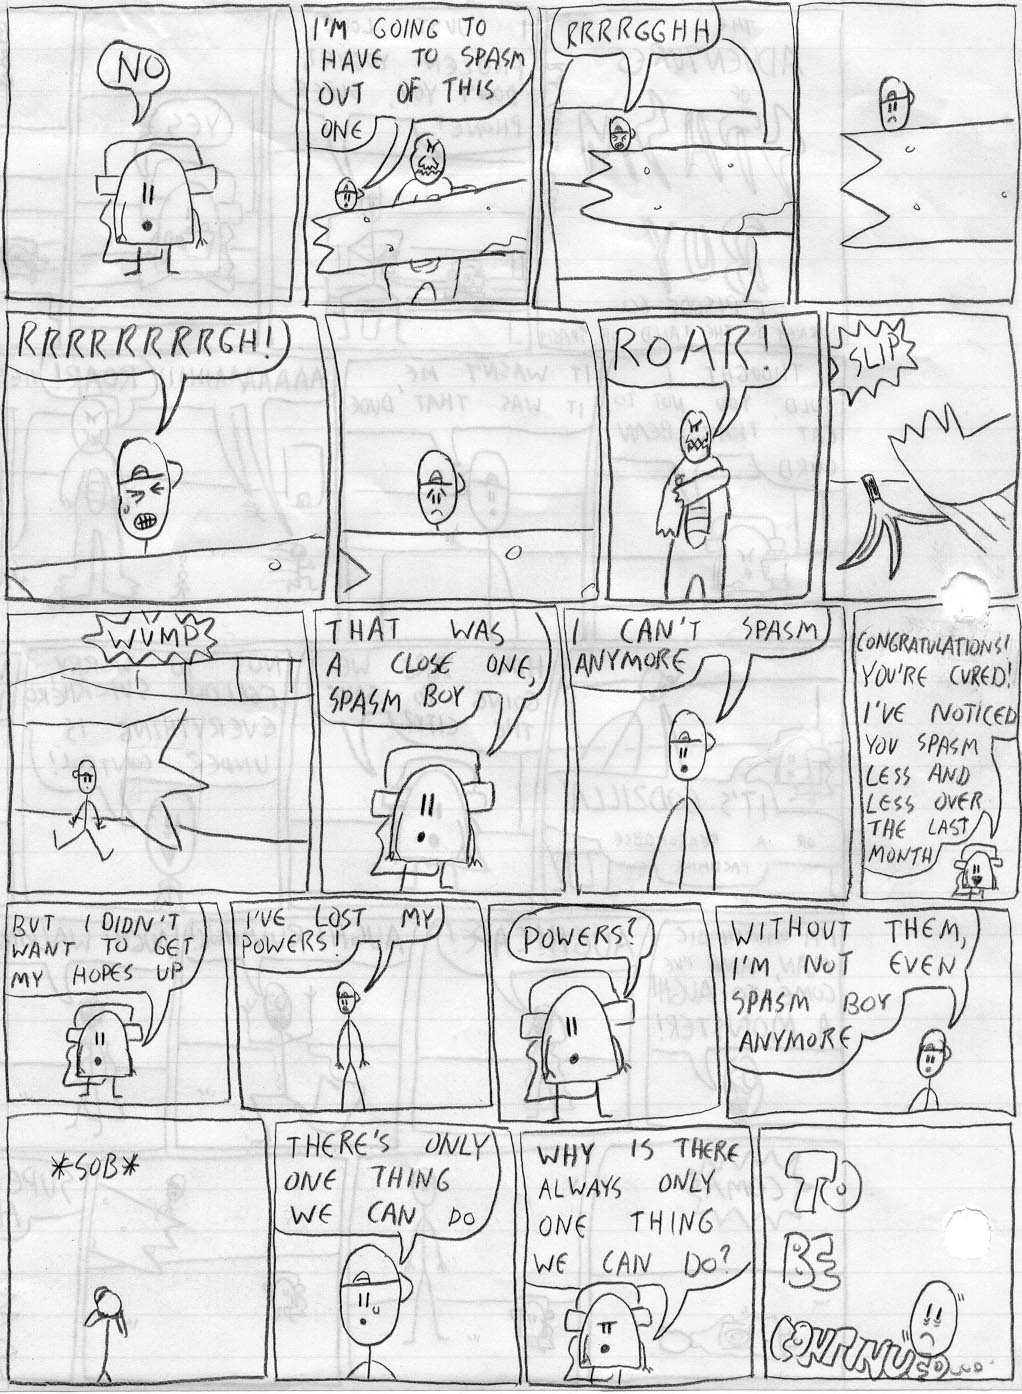 NO
I'M GOING TO
HAVE TO SPASM
OUT OF THIS
ONE
RRRRGGHH
RRRRRRRRGH!
ROAR!
SLIP
WUMP
THAT WAS
A CLOSE ONE,
SPASM BOY
I CAN'T SPASM
ANYMORE
CONGRATULATIONS!
YOU'RE CURED!
I'VE NOTICED
YOU SPASM
LESS AND
LESS OVER
THE LAST
MONTH
BUT I DIDN'T
WANT TO GET
MY HOPES UP
I'VE LOST MY
POWERS!
POWERS?
WITHOUT THEM,
I'M NOT EVEN
SPASM BOY
ANYMORE
*SOB*
THERE'S ONLY
ONE THING
WE CAN DO
WHY IS THERE
ALWAYS ONLY
ONE THING
WE CAN DO?
TO
BE
CONTINUED...